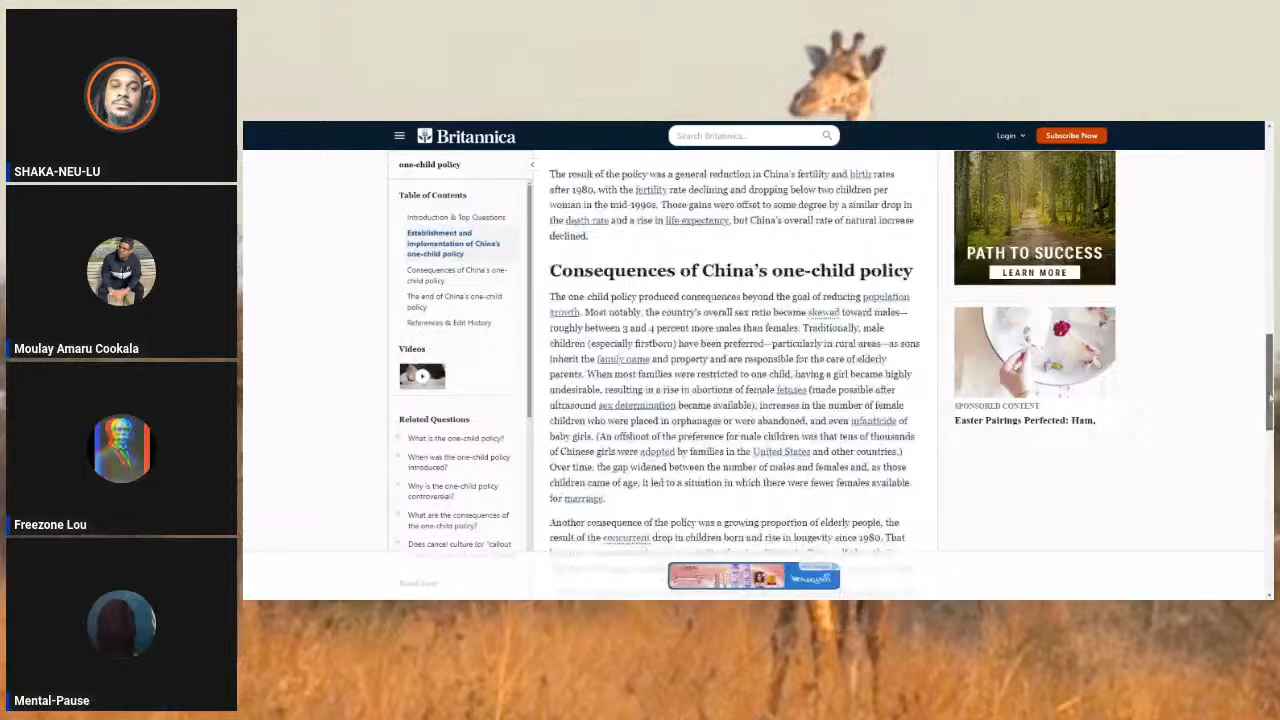 SHAKA-NEU-LU
Moulay Amaru Cookala
Freezone Lou
Mental-Pause
Britannica
Search Britannica...
Login
Subscribe Now
one-child policy
Table of Contents
Introduction & Top Questions
Establishment and
implementation of China's
one-child policy
Consequences of China's one-
child policy
The end of China's one-child
policy
References & Edit History
Videos
Related Questions
What is the one-child policy?
When was the one-child policy
introduced?
Why is the one-child policy
controversial?
What are the consequences of
the one-child policy?
Does cancel culture (or "callout
Read Next
The result of the policy was a general reduction in China's fertility and birth rates
after 1980, with the fertility rate declining and dropping below two children per
woman in the mid-1990s. Those gains were offset to some degree by a similar drop in
the death rate and a rise in life expectancy, but China's overall rate of natural increase
declined.
Consequences of China's one-child policy
The one-child policy produced consequences beyond the goal of reducing population
growth. Most notably, the country's overall sex ratio became skewed toward males—
roughly between 3 and 4 percent more males than females. Traditionally, male
children (especially firstborn) have been preferred—particularly in rural areas—as sons
inherit the family name and property and are responsible for the care of elderly
parents. When most families were restricted to one child, having a girl became highly
undesirable, resulting in a rise in abortions of female fetuses (made possible after
ultrasound sex determination became available), increases in the number of female
children who were placed in orphanages or were abandoned, and even infanticide of
baby girls. (An offshoot of the preference for male children was that tens of thousands
of Chinese girls were adopted by families in the United States and other countries.)
Over time, the gap widened between the number of males and females and, as those
children came of age, it led to a situation in which there were fewer females available
for marriage.
Another consequence of the policy was a growing proportion of elderly people, the
result of the concurrent drop in children born and rise in longevity since 1980. That
PATH TO SUCCESS
LEARN MORE
SPONSORED CONTENT
Easter Pairings Perfected: Ham,